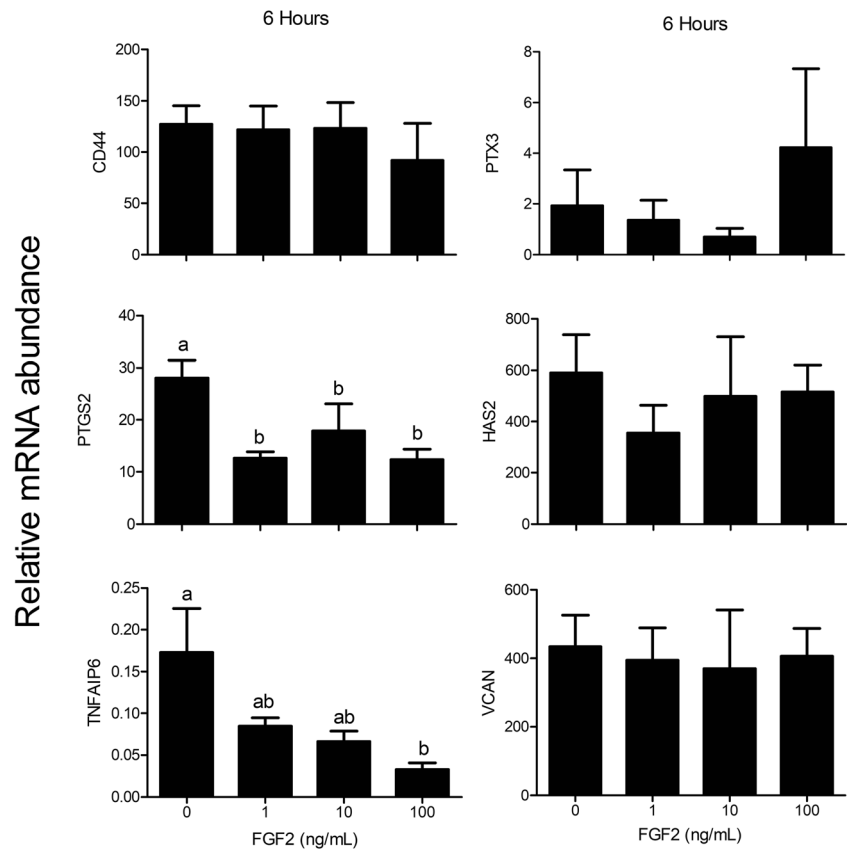 6 Hours
6 Hours
Relative mRNA abundance
CD44
200
150
100
50
0
PTX3
8
6
4
2
0
PTGS2
40
30
20
10
0
a
b
b
b
HAS2
800
600
400
200
0
TNFAIP6
0.25
0.20
0.15
0.10
0.05
0.00
a
ab
ab
b
0 1 10 100
FGF2 (ng/mL)
VCAN
600
400
200
0
0 1 10 100
FGF2 (ng/mL)